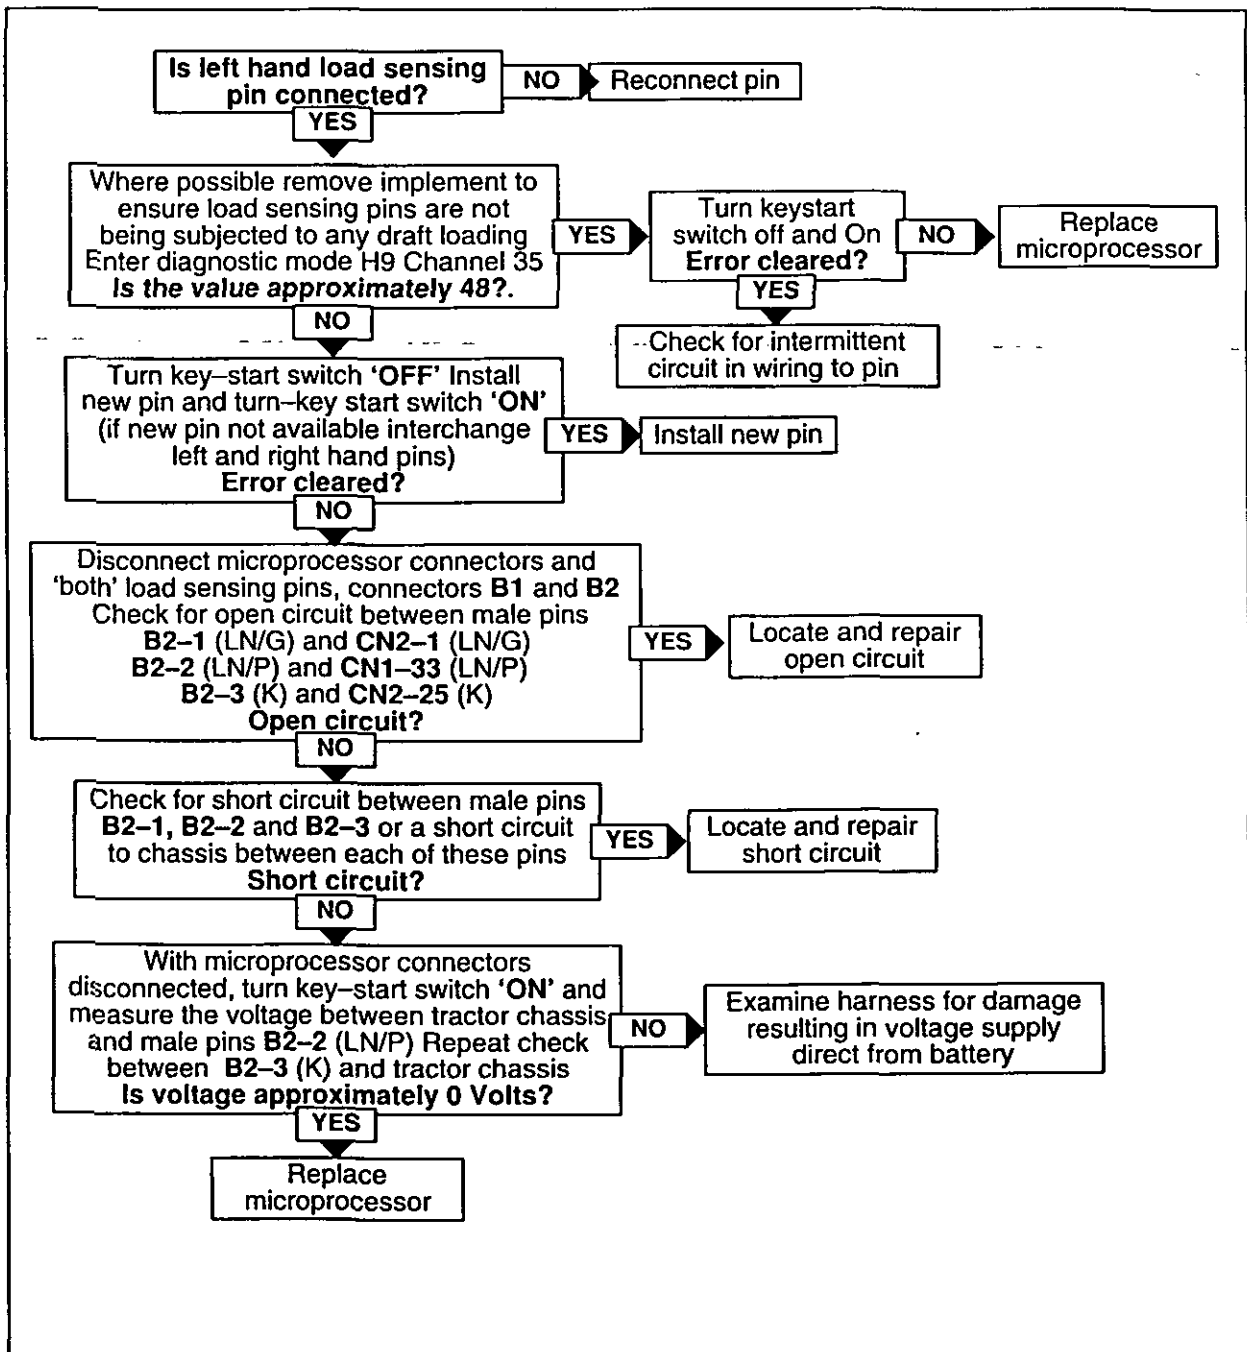 Is left hand load sensing
pin connected?
NO
Reconnect pin
YES
Where possible remove implement to
ensure load sensing pins are not
being subjected to any draft loading
Enter diagnostic mode H9 Channel 35
Is the value approximately 48?.
YES
Turn keystart
switch off and On
Error cleared?
NO
Replace
microprocessor
YES
Check for intermittent
circuit in wiring to pin
NO
Turn key–start switch ‘OFF’ Install
new pin and turn–key start switch ‘ON’
(if new pin not available interchange
left and right hand pins)
Error cleared?
YES
Install new pin
NO
Disconnect microprocessor connectors and
‘both’ load sensing pins, connectors B1 and B2
Check for open circuit between male pins
B2–1 (LN/G) and CN2–1 (LN/G)
B2–2 (LN/P) and CN1–33 (LN/P)
B2–3 (K) and CN2–25 (K)
Open circuit?
YES
Locate and repair
open circuit
NO
Check for short circuit between male pins
B2–1, B2–2 and B2–3 or a short circuit
to chassis between each of these pins
Short circuit?
YES
Locate and repair
short circuit
NO
With microprocessor connectors
disconnected, turn key–start switch ‘ON’ and
measure the voltage between tractor chassis
and male pins B2–2 (LN/P) Repeat check
between B2–3 (K) and tractor chassis
Is voltage approximately 0 Volts?
NO
Examine harness for damage
resulting in voltage supply
direct from battery
YES
Replace
microprocessor